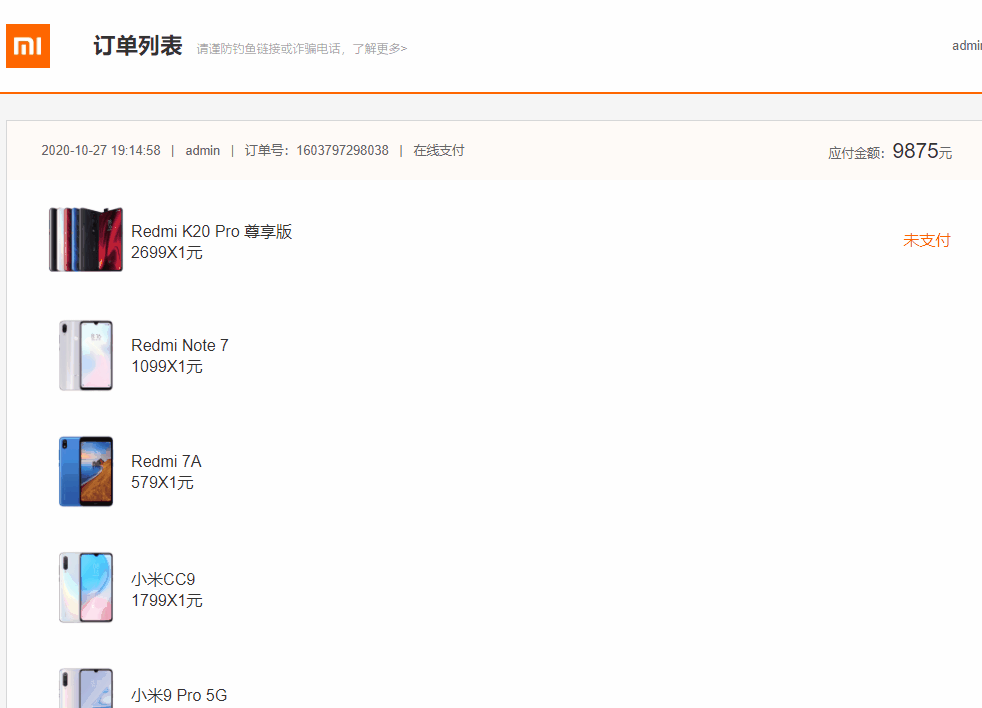 mi
订单列表 请谨防钓鱼链接或诈骗电话，了解更多>
admin
2020-10-27 19:14:58 | admin | 订单号：1603797298038 | 在线支付
应付金额：9875元
Redmi K20 Pro 尊享版
2699X1元
未支付
Redmi Note 7
1099X1元
Redmi 7A
579X1元
小米CC9
1799X1元
小米9 Pro 5G